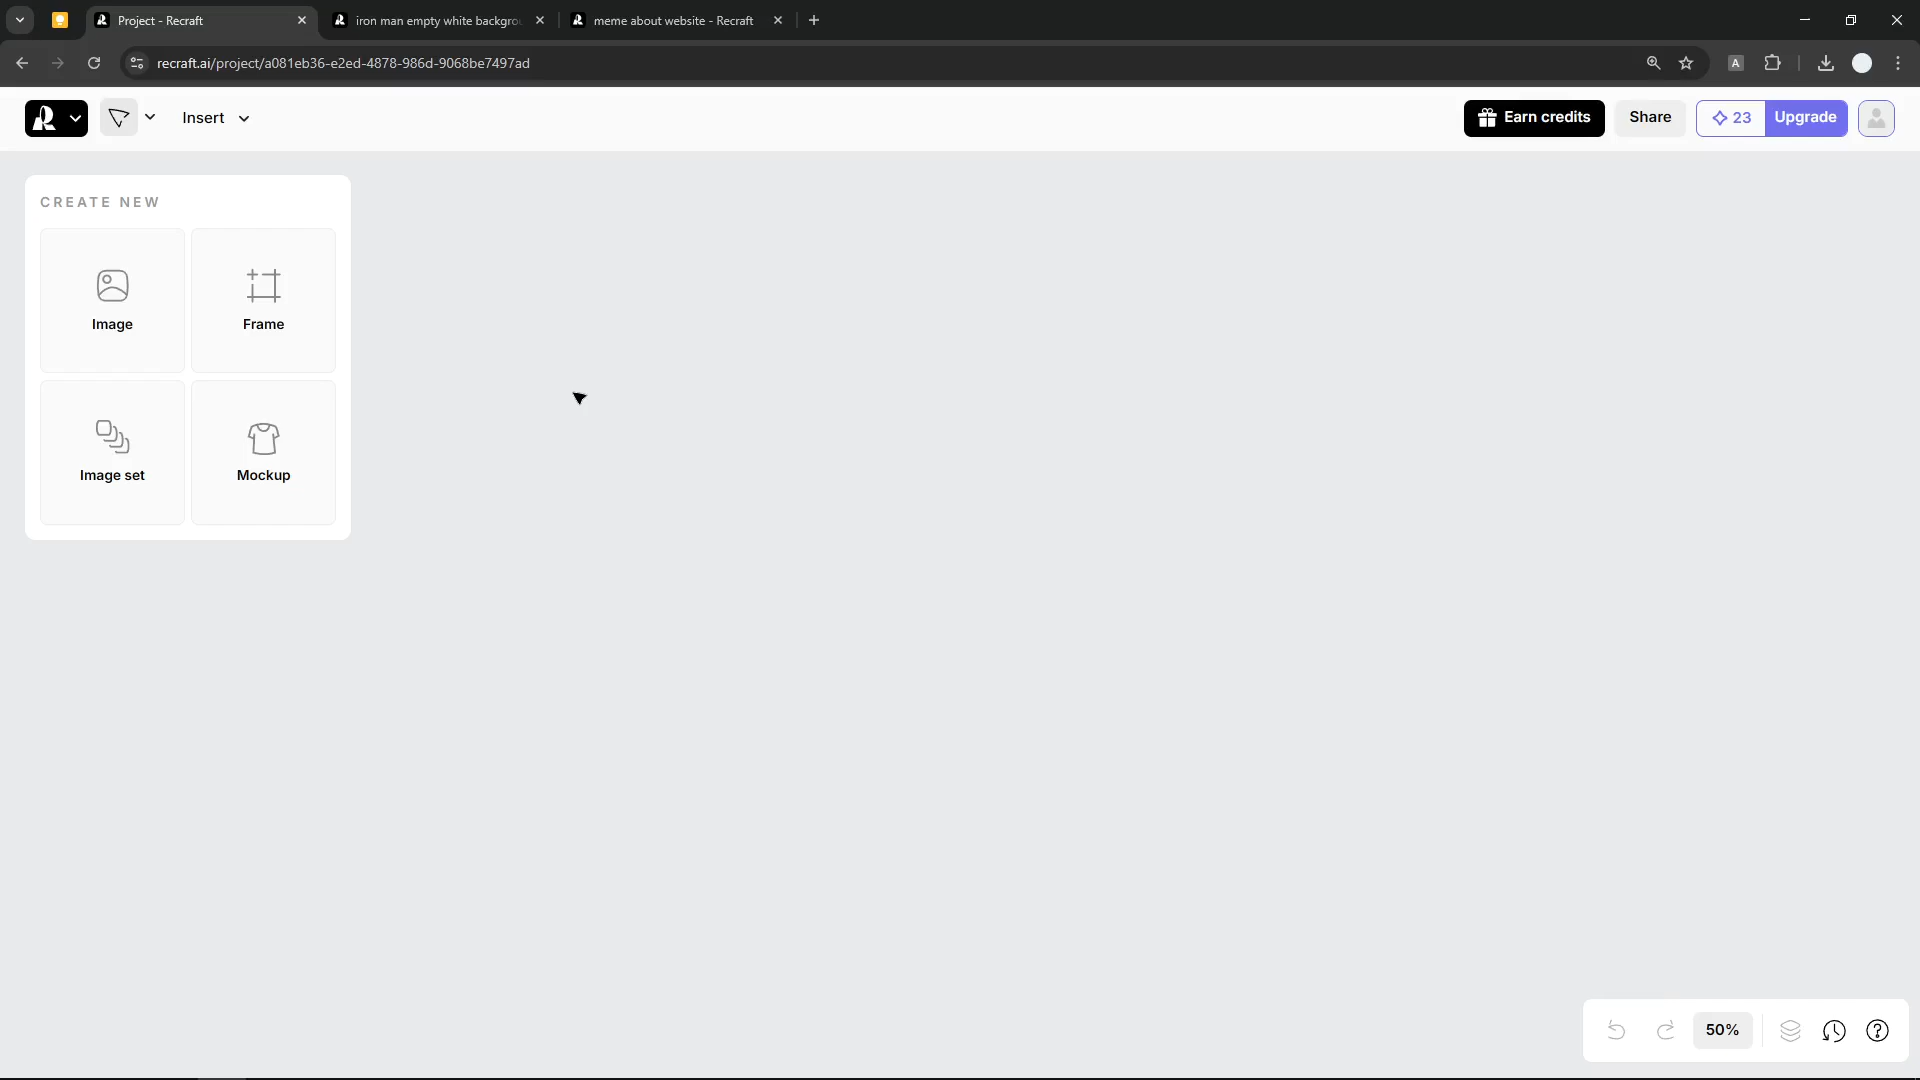 Project - Recraft
iron man empty white backgrou
meme about website - Recraft
recraft.ai/project/a081eb36-e2ed-4878-986d-9068be7497ad
A
Insert
Earn credits
Share
23
Upgrade
CREATE NEW
Image
Frame
Image set
Mockup
50%